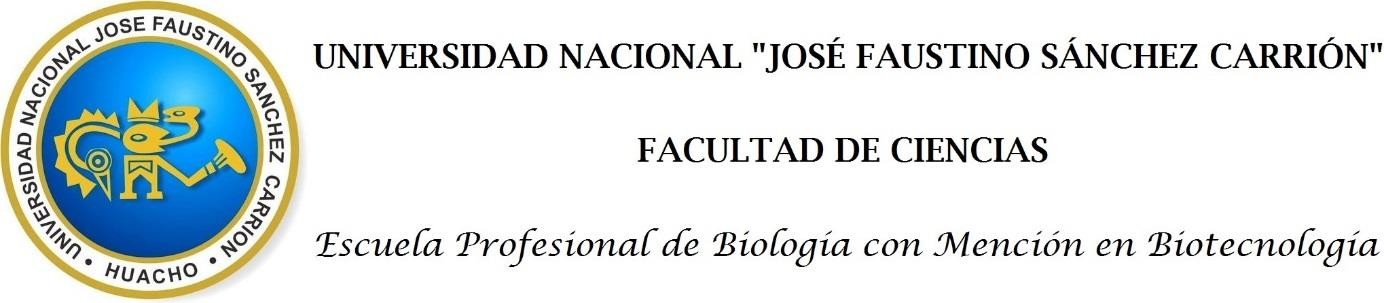 UNIVERSIDAD NACIONAL JOSE FAUSTINO SANCHEZ CARRION
• HUACHO •
UNIVERSIDAD NACIONAL "JOSÉ FAUSTINO SÁNCHEZ CARRIÓN"
FACULTAD DE CIENCIAS
Escuela Profesional de Biología con Mención en Biotecnología